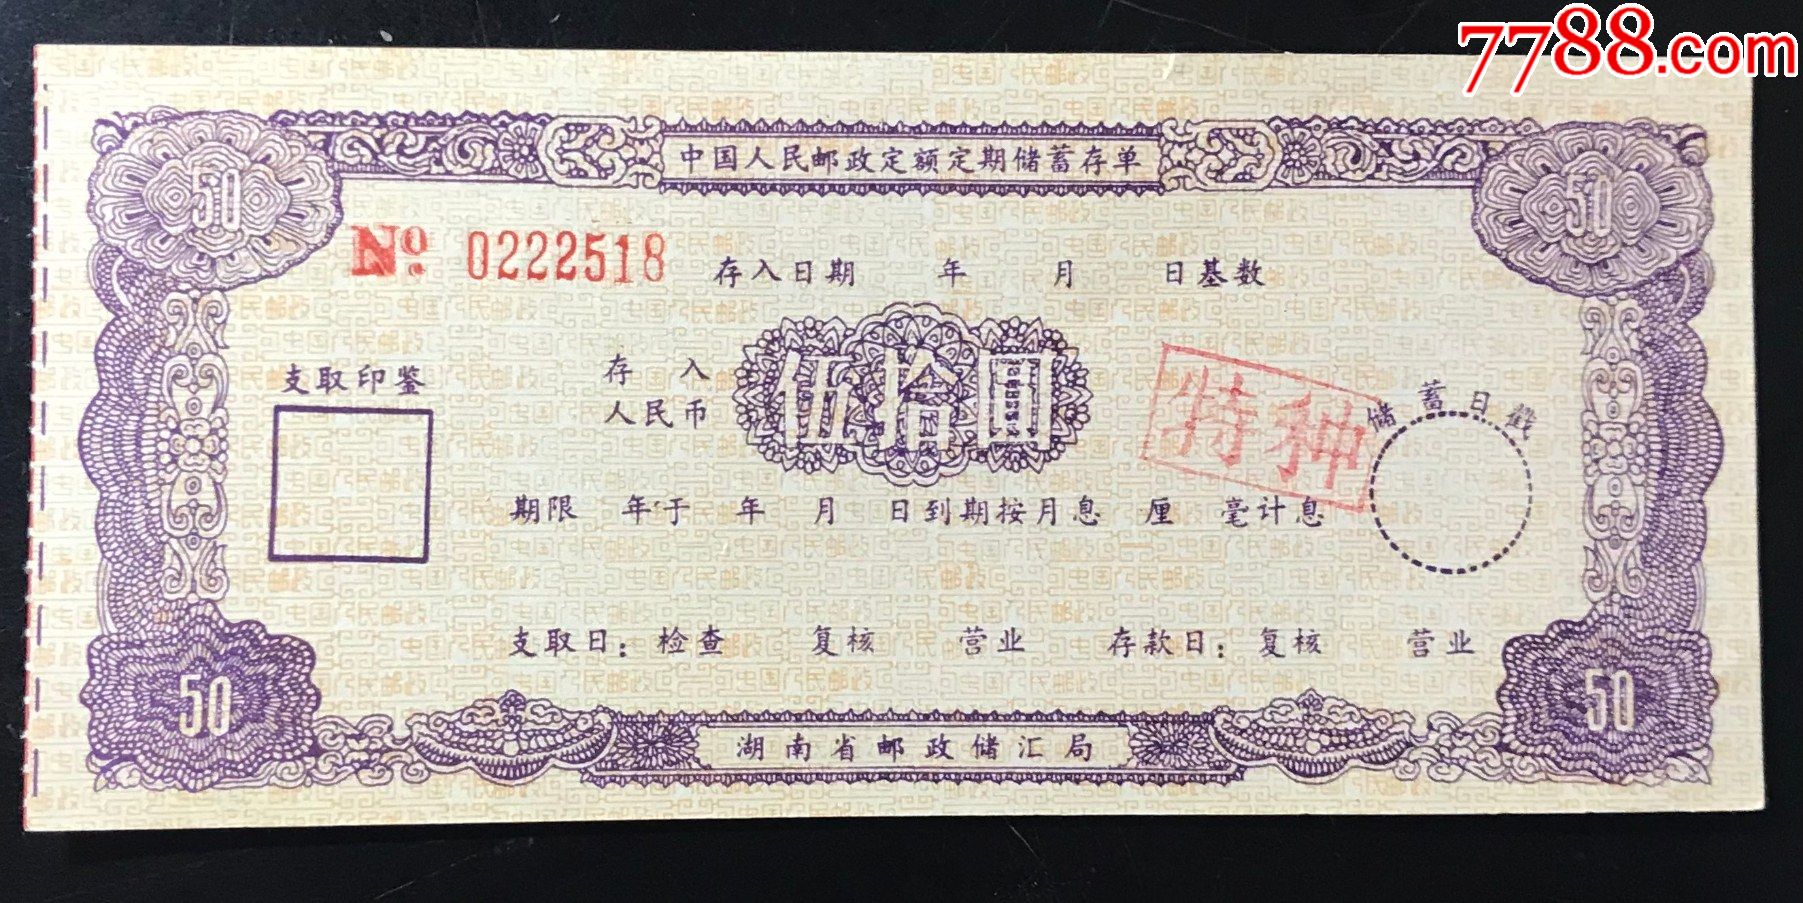 7788.com
中国人民邮政定额定期储蓄存单
50
50
No. 0222518
存入日期 年 月 日基数
支取印鉴
存入
人民币
伍拾圆
特种
储蓄日戳
期限 年于 年 月 日到期按月息 厘 毫计息
支取日：检查 复核 营业 存款日：复核 营业
50
50
湖南省邮政储汇局